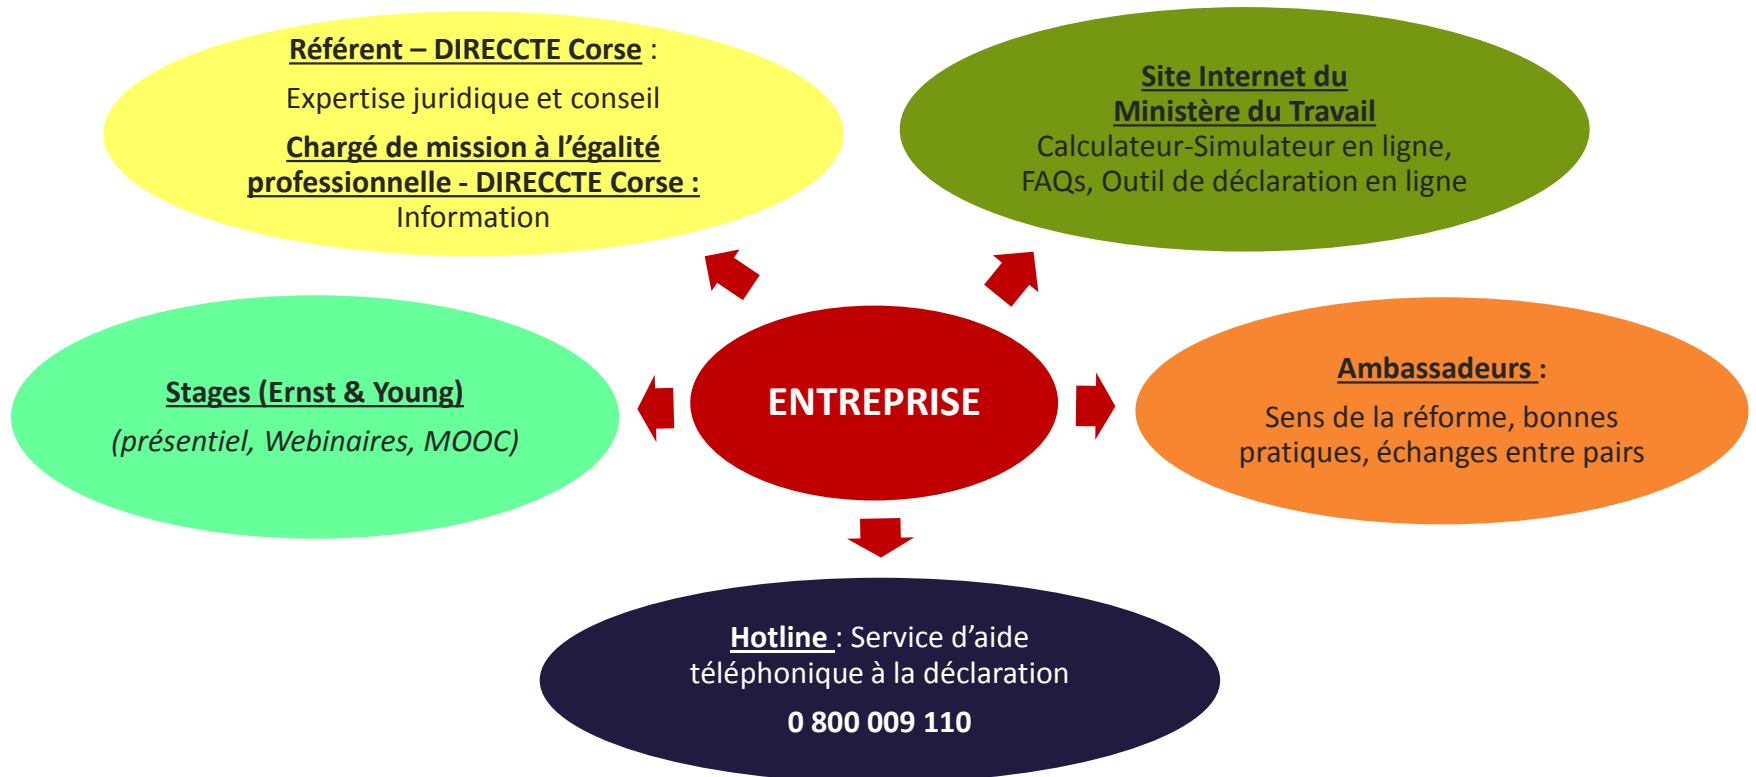 Référent – DIRECCTE Corse :
Expertise juridique et conseil
Chargé de mission à l’égalité
professionnelle - DIRECCTE Corse :
Information
Site Internet du
Ministère du Travail
Calculateur-Simulateur en ligne,
FAQs, Outil de déclaration en ligne
Stages (Ernst & Young)
(présentiel, Webinaires, MOOC)
ENTREPRISE
Ambassadeurs :
Sens de la réforme, bonnes
pratiques, échanges entre pairs
Hotline : Service d’aide
téléphonique à la déclaration
0 800 009 110